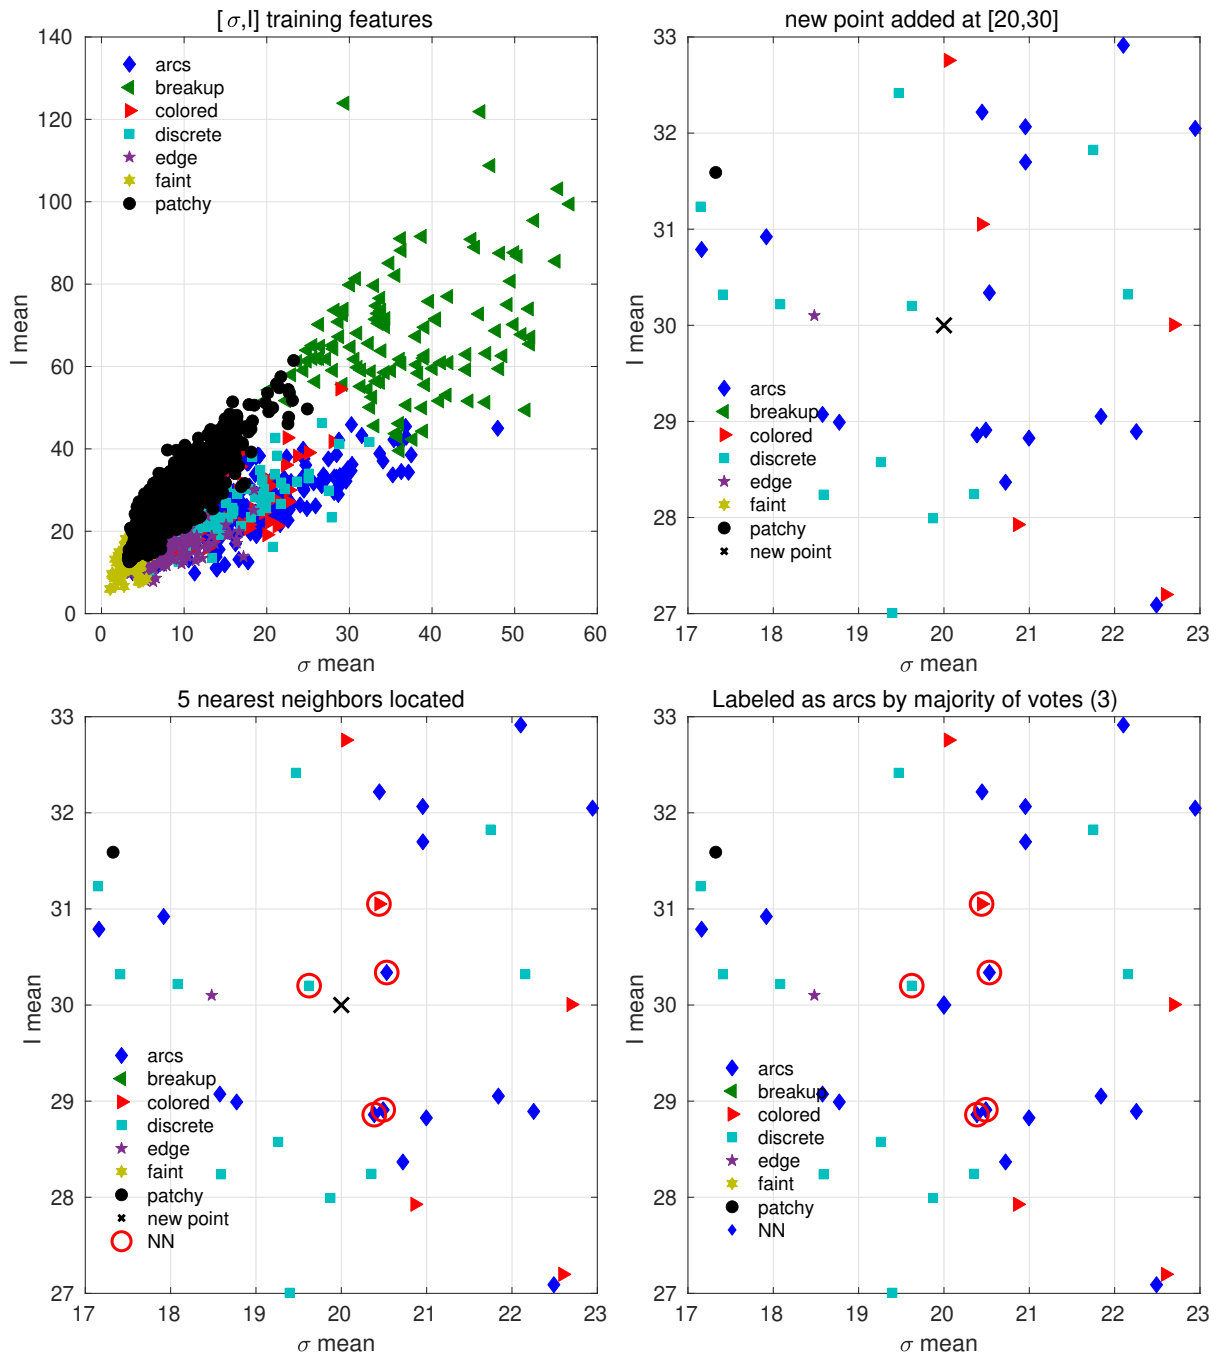 [σ,I] training features
140
120
100
80
60
40
20
0
I mean
arcs
breakup
colored
discrete
edge
faint
patchy
0 10 20 30 40 50 60
σ mean
new point added at [20,30]
33
32
31
30
29
28
27
I mean
arcs
breakup
colored
discrete
edge
faint
patchy
new point
17 18 19 20 21 22 23
σ mean
5 nearest neighbors located
33
32
31
30
29
28
27
I mean
arcs
breakup
colored
discrete
edge
faint
patchy
new point
NN
17 18 19 20 21 22 23
σ mean
Labeled as arcs by majority of votes (3)
33
32
31
30
29
28
27
I mean
arcs
breakup
colored
discrete
edge
faint
patchy
NN
17 18 19 20 21 22 23
σ mean